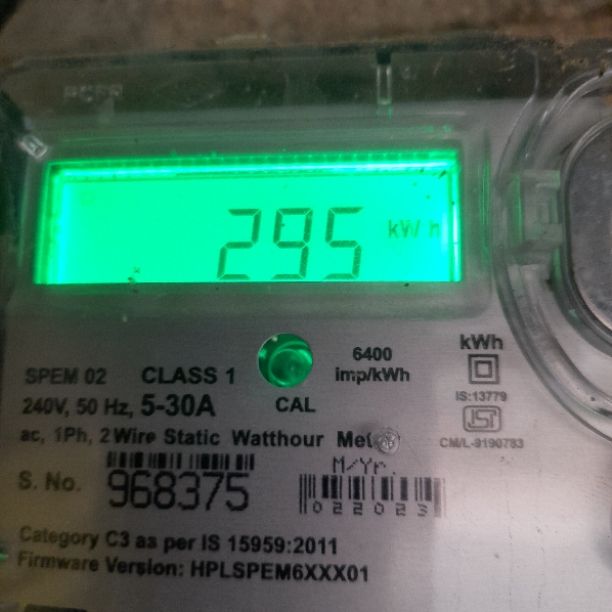 295 kWh
6400 imp/kWh
kWh
SPEM 02 CLASS 1
240V, 50 Hz, 5-30A
CAL
IS:13779
ISI
CM/L-9190783
ac, 1Ph, 2 Wire Static Watthour
M/Yr.
S. No. 968375
022023
Category C3 as per IS 15959:2011
Firmware Version: HPLSPEM6XXX01